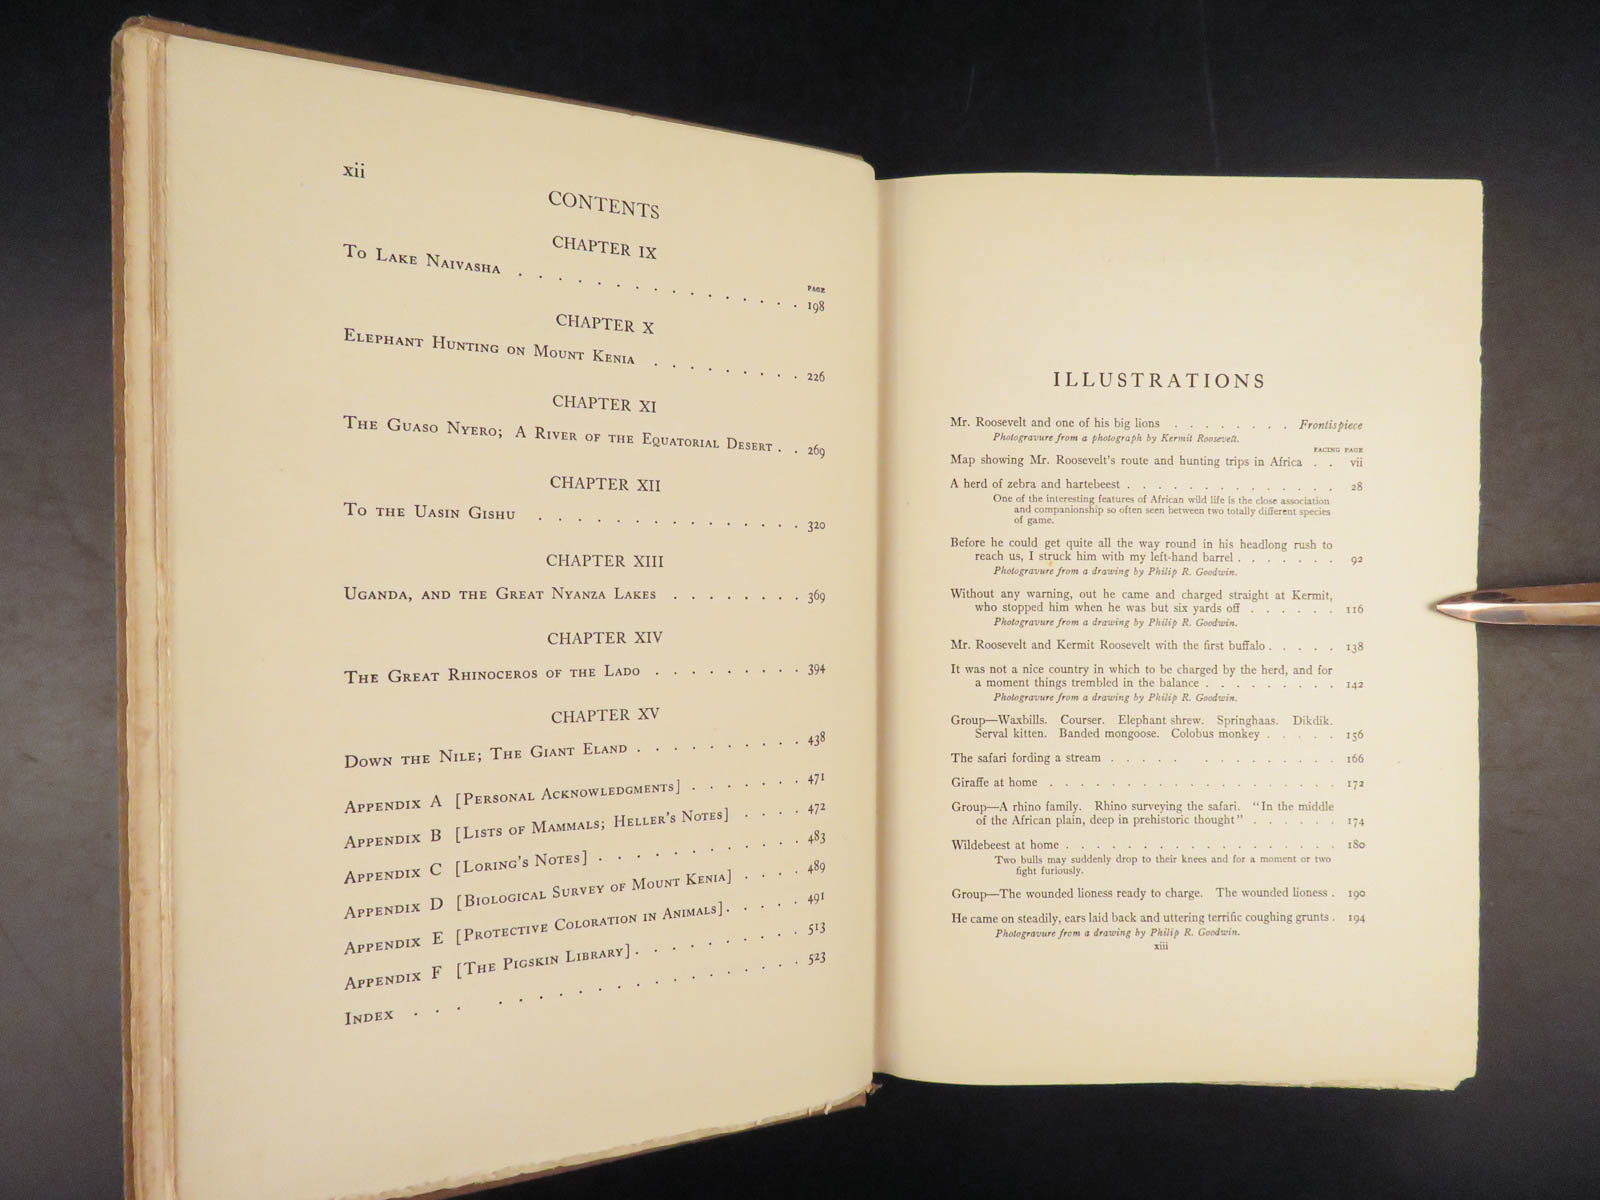 xii
CONTENTS
CHAPTER IX
PAGE
To Lake Naivasha . . . . . . . . . . . . . . . 198
CHAPTER X
Elephant Hunting on Mount Kenia . . . . . . . . . 226
CHAPTER XI
The Guaso Nyero; A River of the Equatorial Desert . . 269
CHAPTER XII
To the Uasin Gishu . . . . . . . . . . . . . . 320
CHAPTER XIII
Uganda, and the Great Nyanza Lakes . . . . . . . . 369
CHAPTER XIV
The Great Rhinoceros of the Lado . . . . . . . . . 394
CHAPTER XV
Down the Nile; The Giant Eland . . . . . . . . . . 438
Appendix A [Personal Acknowledgments] . . . . . . . 471
Appendix B [Lists of Mammals; Heller's Notes] . . . . 472
Appendix C [Loring's Notes] . . . . . . . . . . . 483
Appendix D [Biological Survey of Mount Kenia] . . . . 489
Appendix E [Protective Coloration in Animals] . . . . . 491
Appendix F [The Pigskin Library] . . . . . . . . . 513
Index . . . . . . . . . . . . . . . . . . . 523
ILLUSTRATIONS
Mr. Roosevelt and one of his big lions . . . . . . . . Frontispiece
Photogravure from a photograph by Kermit Roosevelt.
FACING PAGE
Map showing Mr. Roosevelt's route and hunting trips in Africa . . vii
A herd of zebra and hartebeest . . . . . . . . . . . . . . 28
One of the interesting features of African wild life is the close association
and companionship so often seen between two totally different species
of game.
Before he could get quite all the way round in his headlong rush to
reach us, I struck him with my left-hand barrel . . . . . . . 92
Photogravure from a drawing by Philip R. Goodwin.
Without any warning, out he came and charged straight at Kermit,
who stopped him when he was but six yards off . . . . . . 116
Photogravure from a drawing by Philip R. Goodwin.
Mr. Roosevelt and Kermit Roosevelt with the first buffalo . . . . . 138
It was not a nice country in which to be charged by the herd, and for
a moment things trembled in the balance . . . . . . . . . 142
Photogravure from a drawing by Philip R. Goodwin.
Group—Waxbills. Courser. Elephant shrew. Springhaas. Dikdik.
Serval kitten. Banded mongoose. Colobus monkey . . . . . 156
The safari fording a stream . . . . . . . . . . . . . 166
Giraffe at home . . . . . . . . . . . . . . . . . 172
Group—A rhino family. Rhino surveying the safari. "In the middle
of the African plain, deep in prehistoric thought" . . . . . . 174
Wildebeest at home . . . . . . . . . . . . . . . . . 180
Two bulls may suddenly drop to their knees and for a moment or two
fight furiously.
Group—The wounded lioness ready to charge. The wounded lioness . 190
He came on steadily, ears laid back and uttering terrific coughing grunts . 194
Photogravure from a drawing by Philip R. Goodwin.
xiii